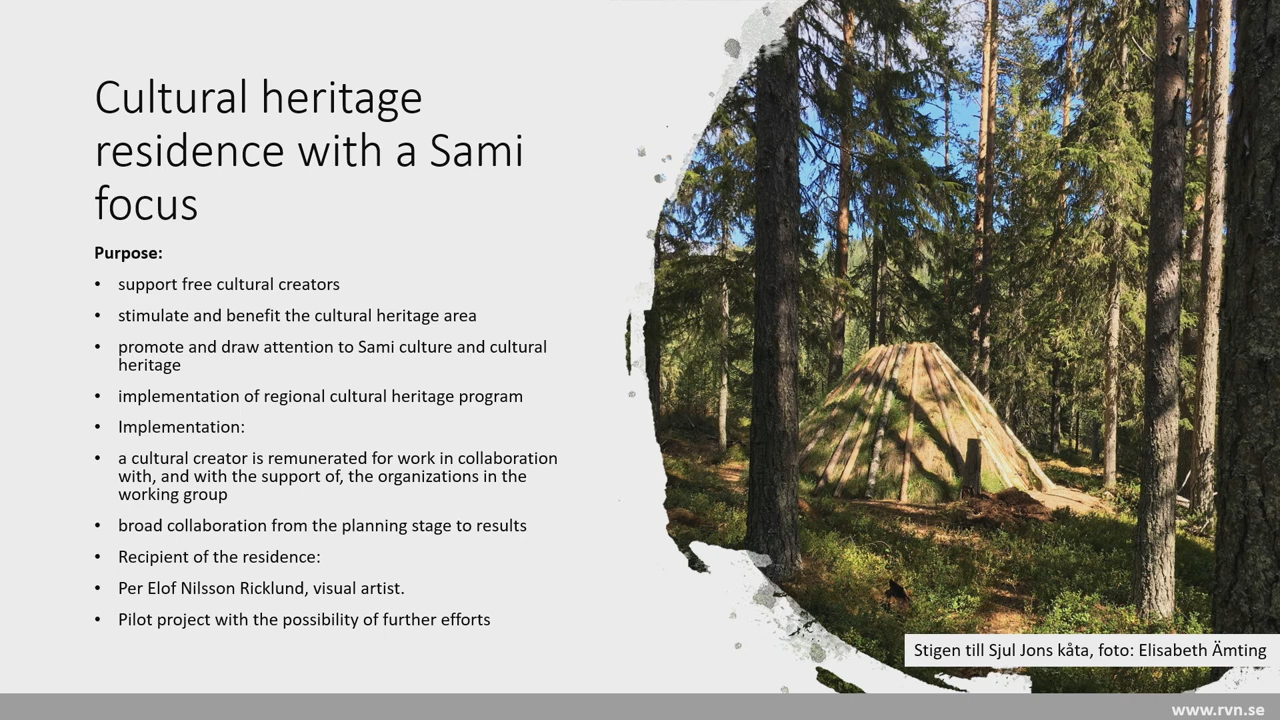 Cultural heritage
residence with a Sami
focus
Purpose:
• support free cultural creators
• stimulate and benefit the cultural heritage area
• promote and draw attention to Sami culture and cultural
heritage
• implementation of regional cultural heritage program
• Implementation:
• a cultural creator is remunerated for work in collaboration
with, and with the support of, the organizations in the
working group
• broad collaboration from the planning stage to results
• Recipient of the residence:
• Per Elof Nilsson Ricklund, visual artist.
• Pilot project with the possibility of further efforts
Stigen till Sjul Jons kåta, foto: Elisabeth Ämting
www.rvn.se